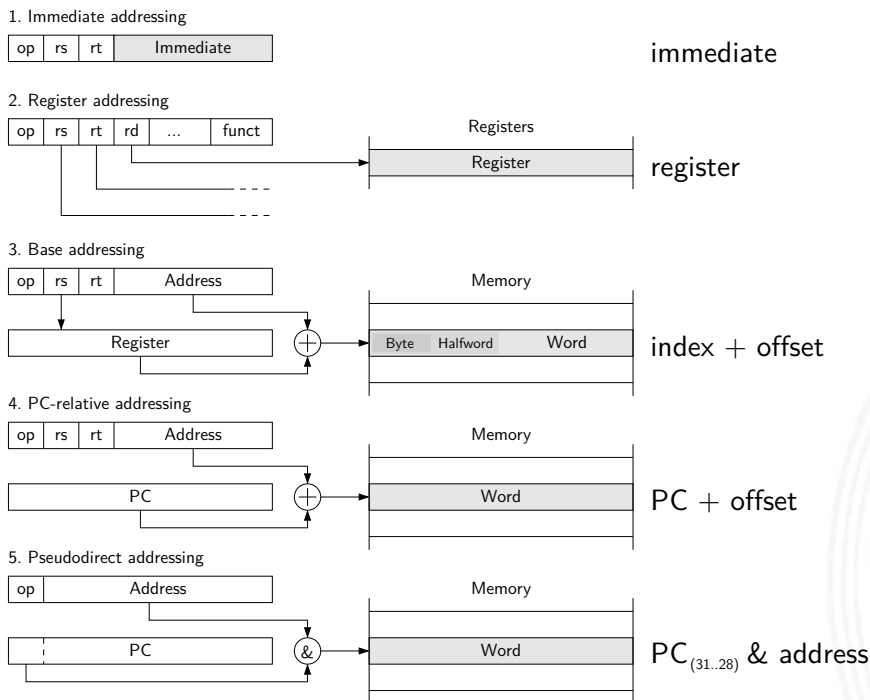 1. Immediate addressing
op rs rt Immediate
immediate
2. Register addressing
op rs rt rd ... funct
Registers
Register
register
3. Base addressing
op rs rt Address
Memory
Register
+
Byte Halfword Word
index + offset
4. PC-relative addressing
op rs rt Address
Memory
PC
+
Word
PC + offset
5. Pseudodirect addressing
op Address
Memory
PC
&
Word
PC(31..28) & address